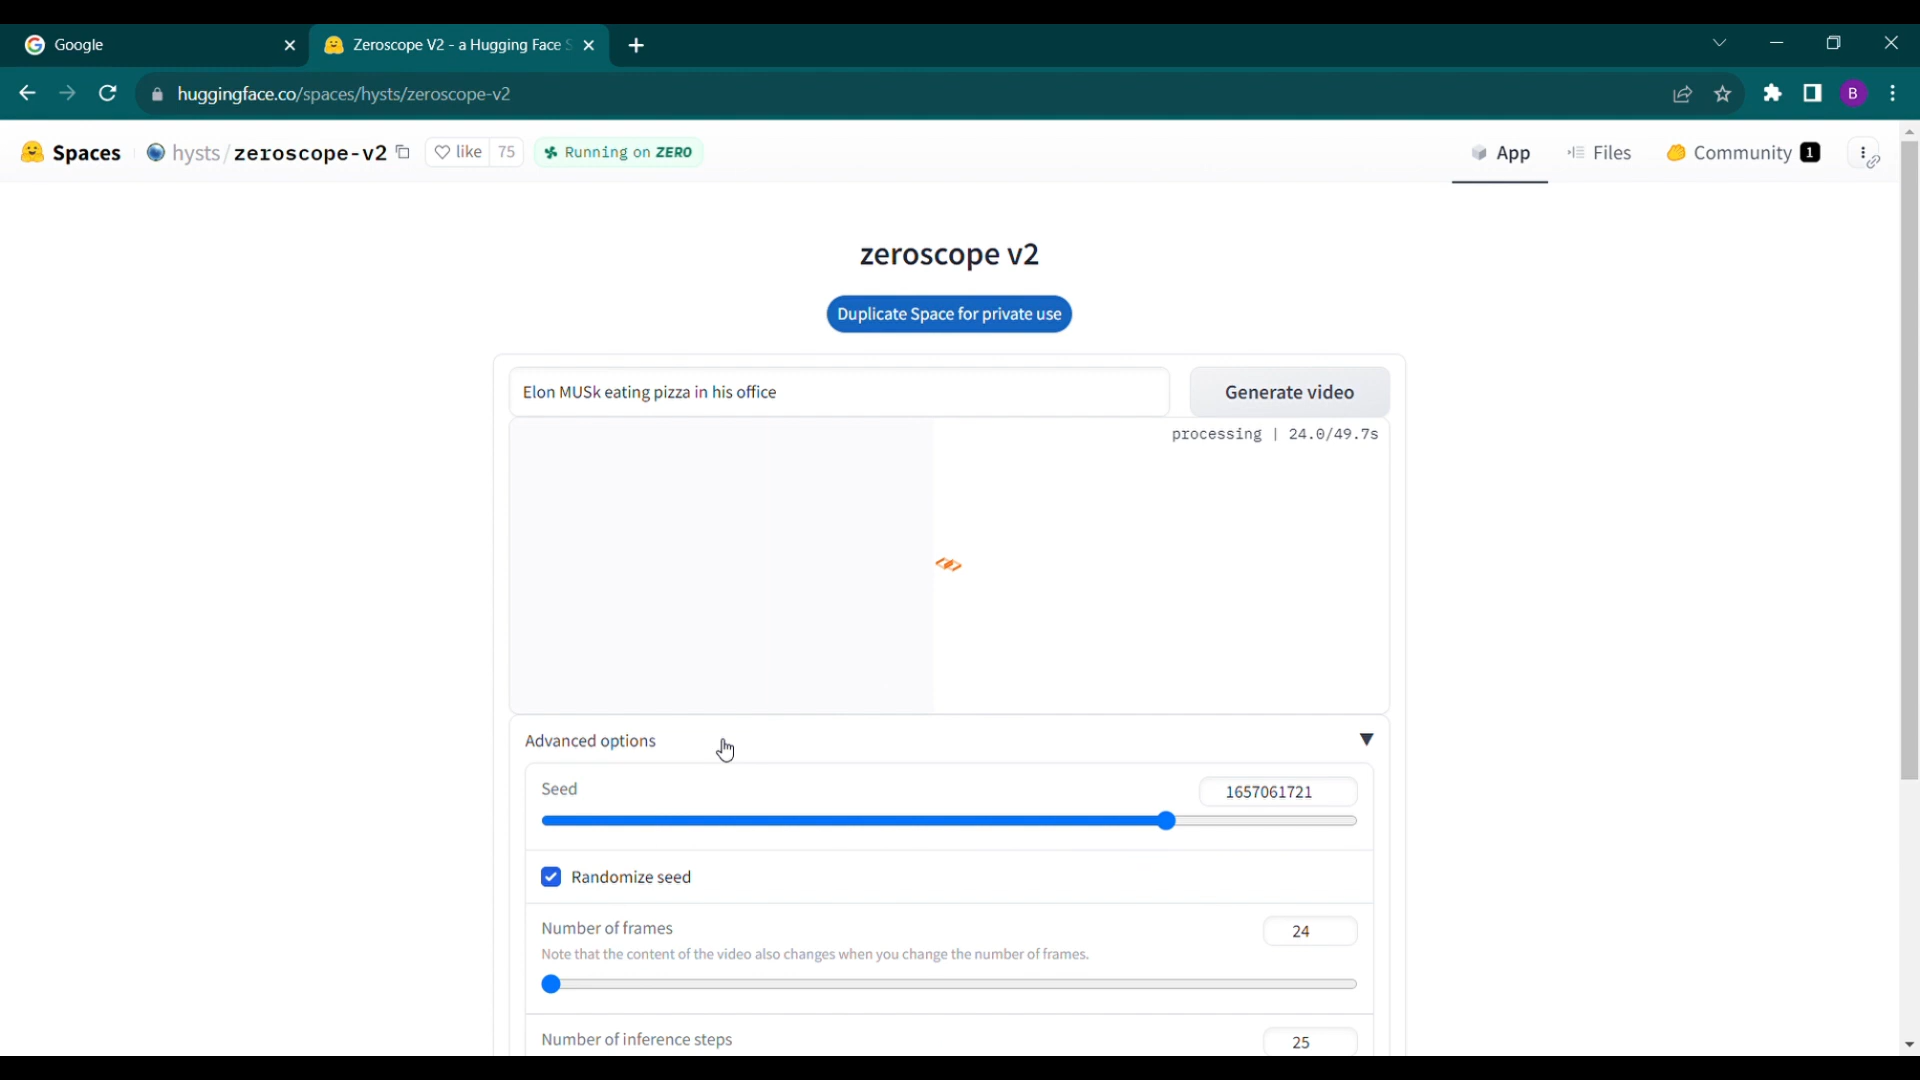 Google
Zeroscope V2 - a Hugging Face S
huggingface.co/spaces/hysts/zeroscope-v2
B
Spaces hysts/zeroscope-v2 like 75 Running on ZERO
App Files Community 1
zeroscope v2
Duplicate Space for private use
Elon MUSk eating pizza in his office
Generate video
processing | 24.0/49.7s
Advanced options ▼
Seed 1657061721
Randomize seed
Number of frames 24
Note that the content of the video also changes when you change the number of frames.
Number of inference steps 25